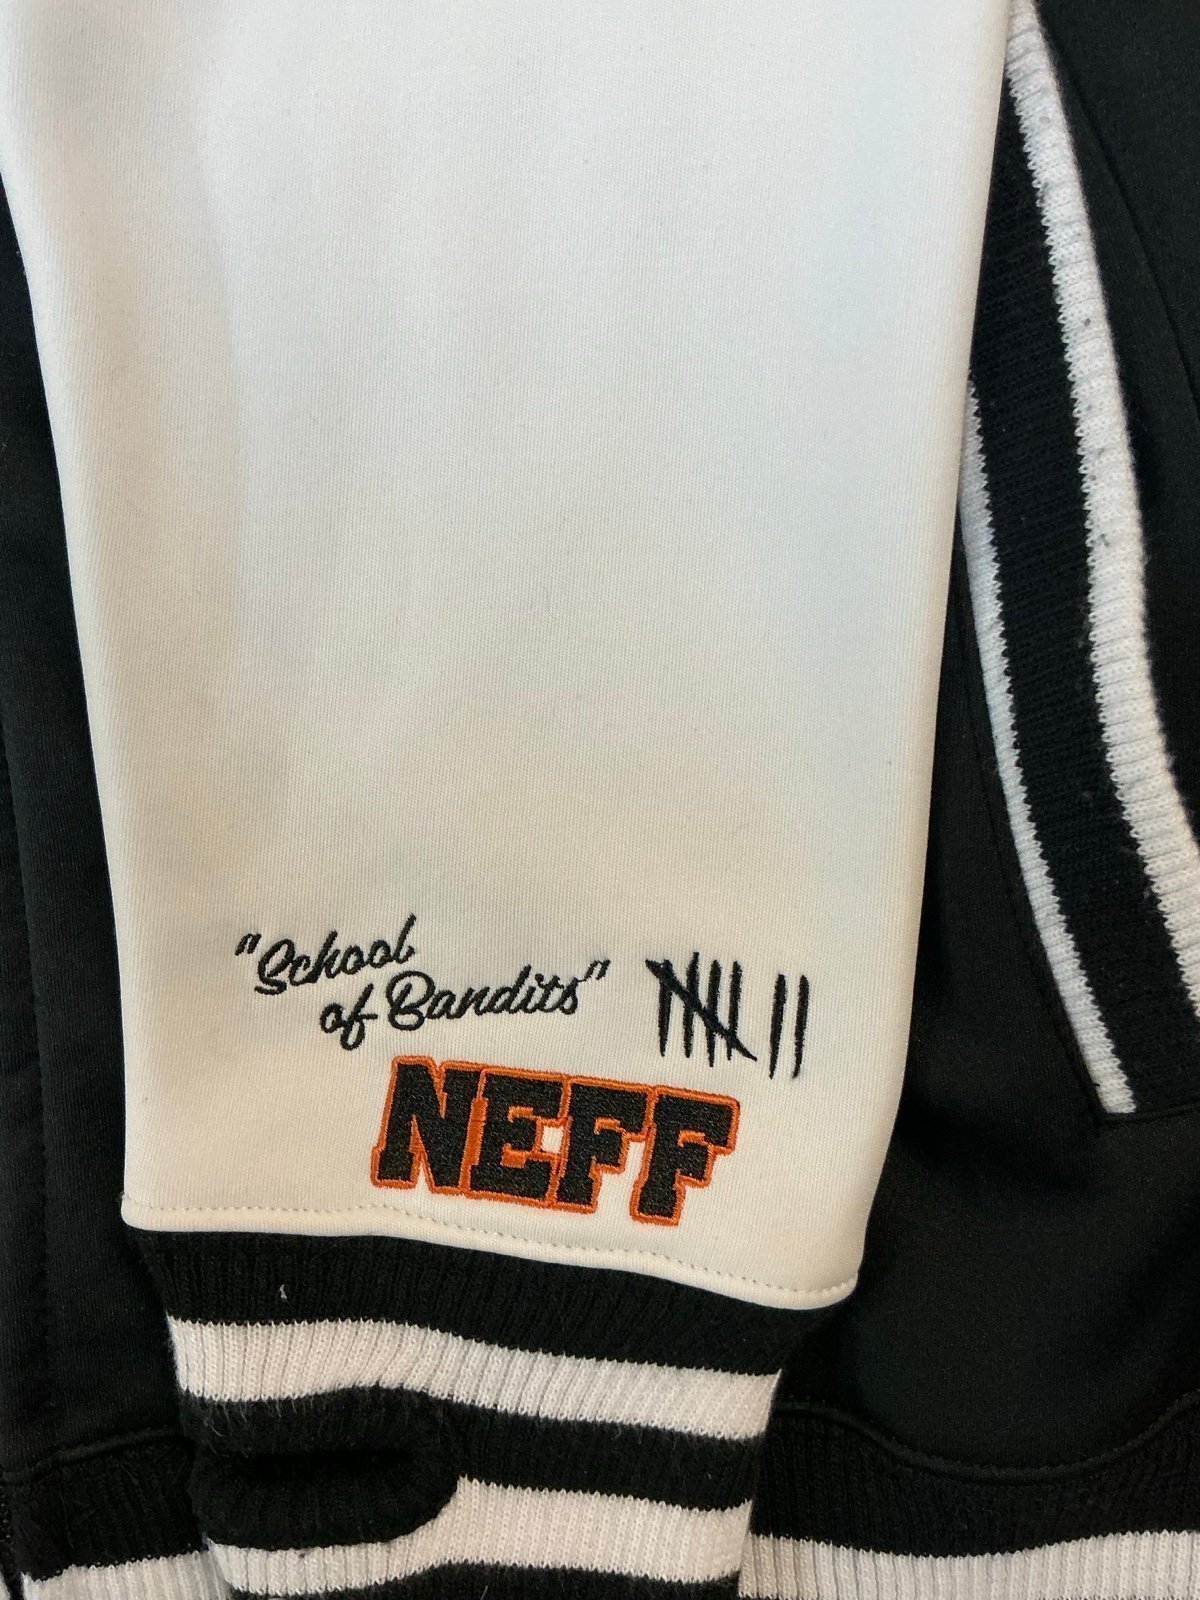 "School
of Bandits"
NEFF